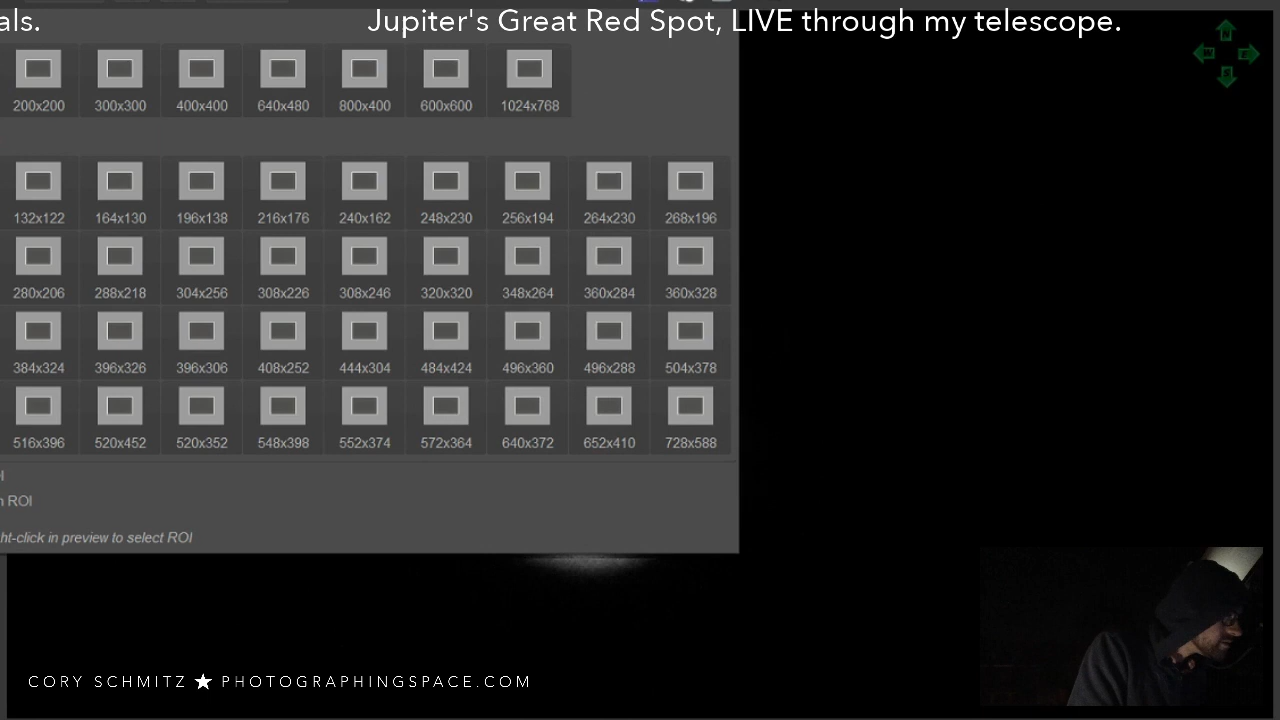 als. Jupiter's Great Red Spot, LIVE through my telescope.
200x200 300x300 400x400 640x480 800x400 600x600 1024x768
132x122 164x130 196x138 216x176 240x162 248x230 256x194 264x230 268x196
280x206 288x218 304x256 308x226 308x246 320x320 348x264 360x284 360x328
384x324 396x326 396x306 408x252 444x304 484x424 496x360 496x288 504x378
516x396 520x452 520x352 548x398 552x374 572x364 640x372 652x410 728x588
I
n ROI
ht-click in preview to select ROI
CORY SCHMITZ ★ PHOTOGRAPHINGSPACE.COM